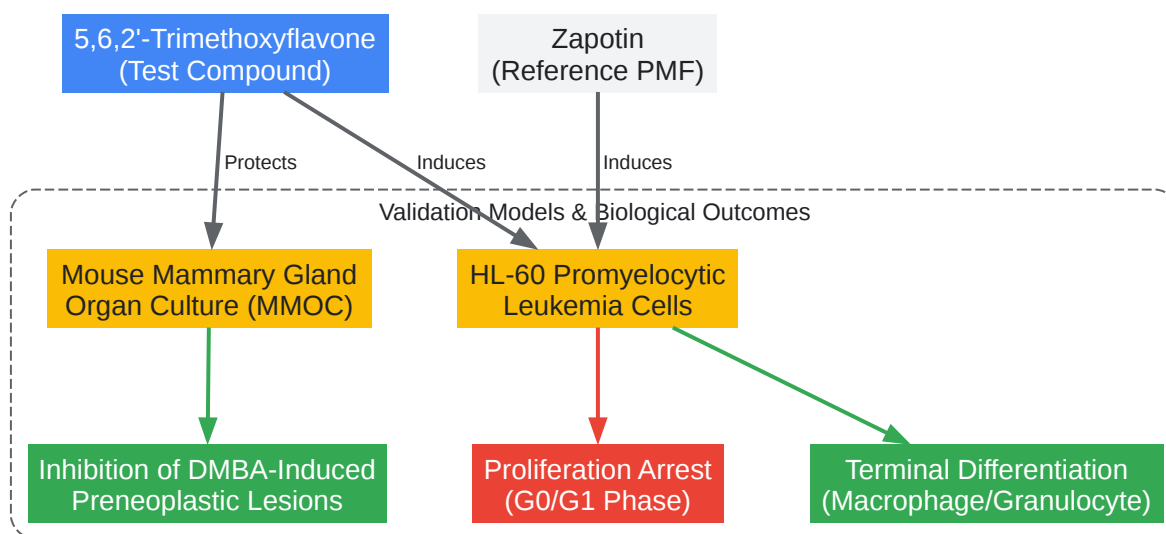 5,6,2'-Trimethoxyflavone
(Test Compound)
Zapotin
(Reference PMF)
Protects
Induces
Induces
Validation Models & Biological Outcomes
Mouse Mammary Gland
Organ Culture (MMOC)
HL-60 Promyelocytic
Leukemia Cells
Inhibition of DMBA-Induced
Preneoplastic Lesions
Proliferation Arrest
(G0/G1 Phase)
Terminal Differentiation
(Macrophage/Granulocyte)